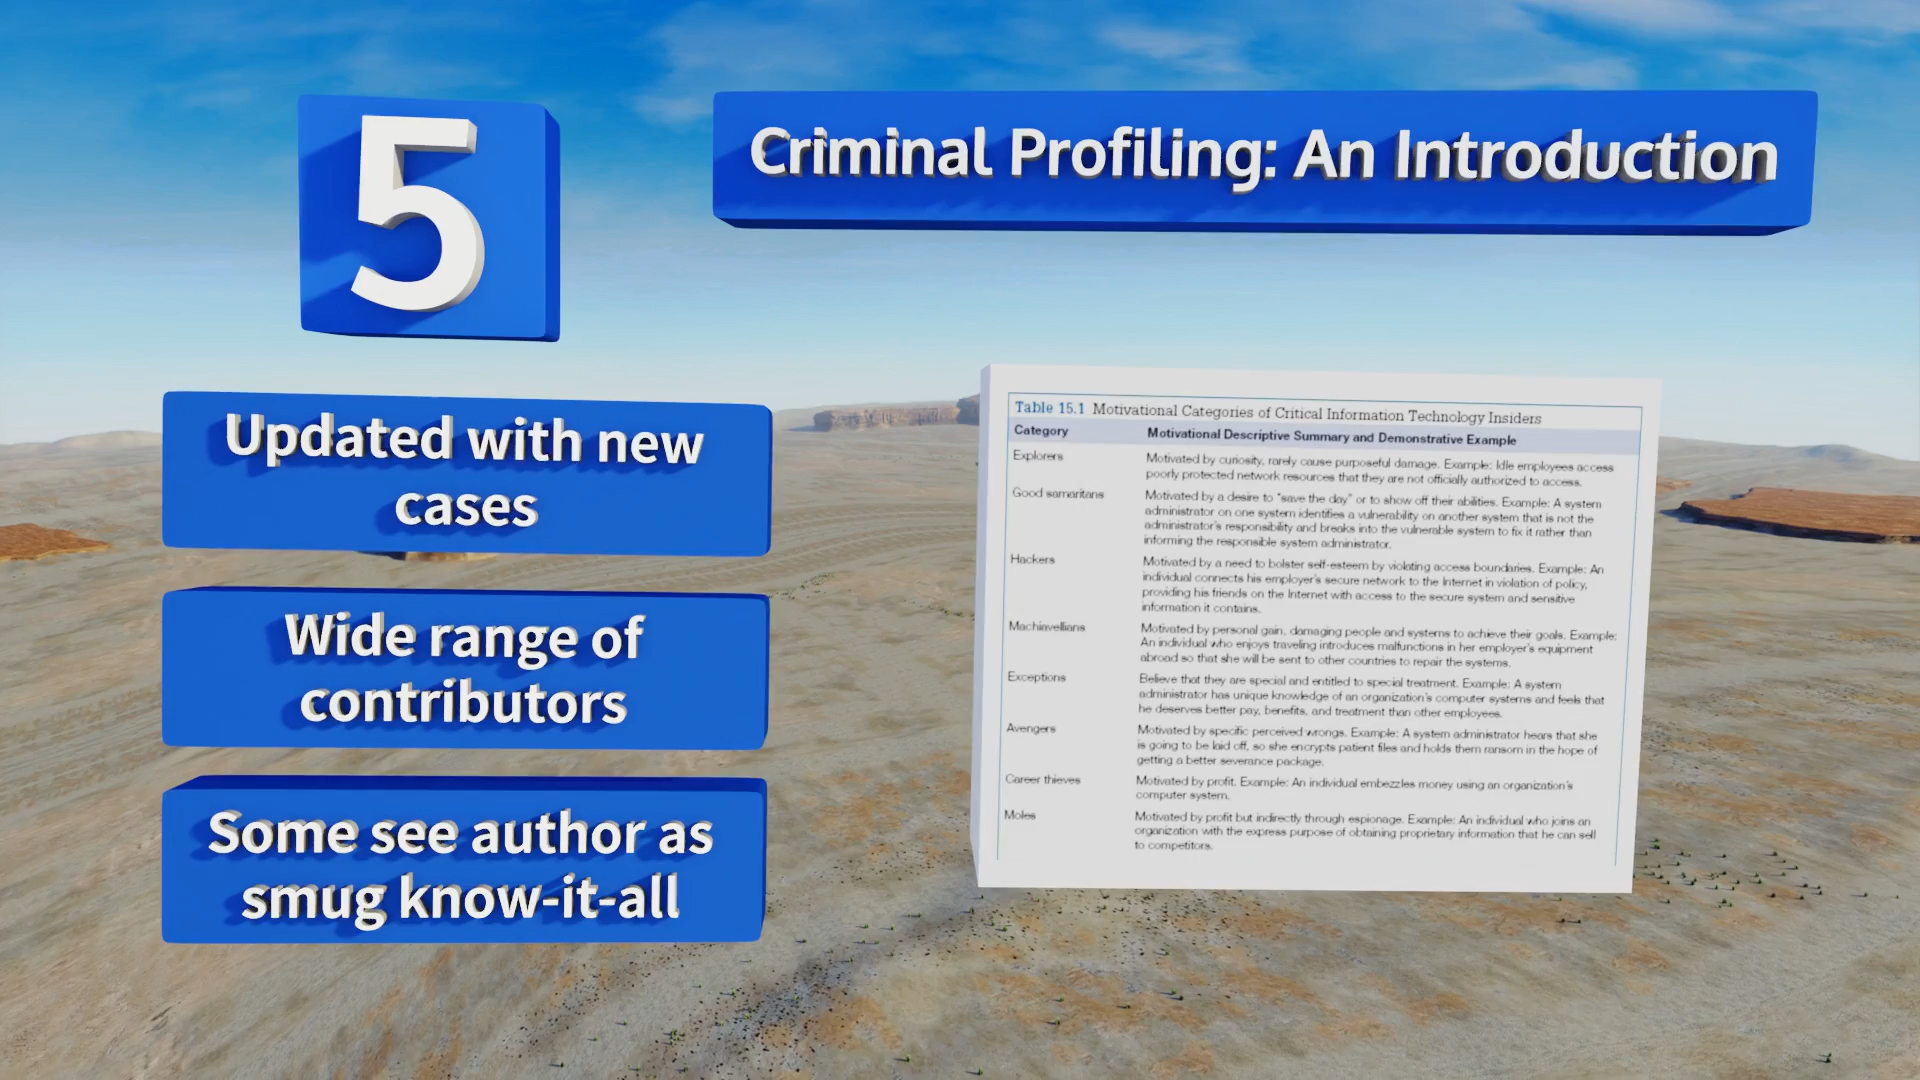 5
Criminal Profiling: An Introduction
Updated with new
cases
Wide range of
contributors
Some see author as
smug know-it-all
Table 15.1 Motivational Categories of Critical Information Technology Insiders
Category Motivational Descriptive Summary and Demonstrative Example
Explorers Motivated by curiosity, rarely cause purposeful damage. Example: Idle employees access
poorly protected network resources that they are not officially authorized to access.
Good samaritans Motivated by a desire to "save the day" or to show off their abilities. Example: A system
administrator on one system identifies a vulnerability on another system that is not the
administrator's responsibility and breaks into the vulnerable system to fix it rather than
informing the responsible system administrator.
Hackers Motivated by a need to bolster self-esteem by violating access boundaries. Example: An
individual connects his employer's secure network to the Internet in violation of policy,
providing his friends on the Internet with access to the secure system and sensitive
information it contains.
Machiavellians Motivated by personal gain, damaging people and systems to achieve their goals. Example:
An individual who enjoys traveling introduces malfunctions in her employer's equipment
abroad so that she will be sent to other countries to repair the systems.
Exceptions Believe that they are special and entitled to special treatment. Example: A system
administrator has unique knowledge of an organization's computer systems and feels that
he deserves better pay, benefits, and treatment than other employees.
Avengers Motivated by specific perceived wrongs. Example: A system administrator hears that she
is going to be laid off, so she encrypts patient files and holds them ransom in the hope of
getting a better severance package.
Career thieves Motivated by profit. Example: An individual embezzles money using an organization's
computer system.
Moles Motivated by profit but indirectly through espionage. Example: An individual who joins an
organization with the express purpose of obtaining proprietary information that he can sell
to competitors.